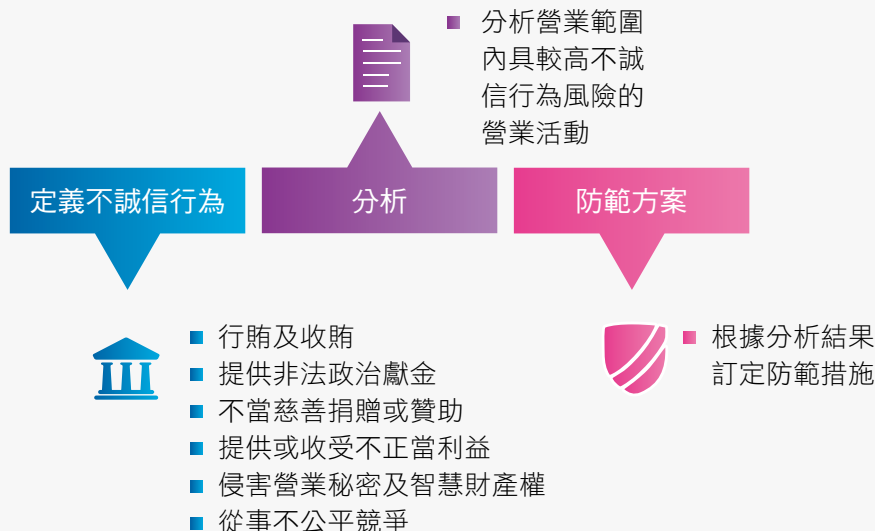 分析營業範圍
內具較高不誠
信行為風險的
營業活動
定義不誠信行為
分析
防範方案
行賄及收賄
提供非法政治獻金
不當慈善捐贈或贊助
提供或收受不正當利益
侵害營業秘密及智慧財產權
從事不公平競爭
根據分析結果
訂定防範措施